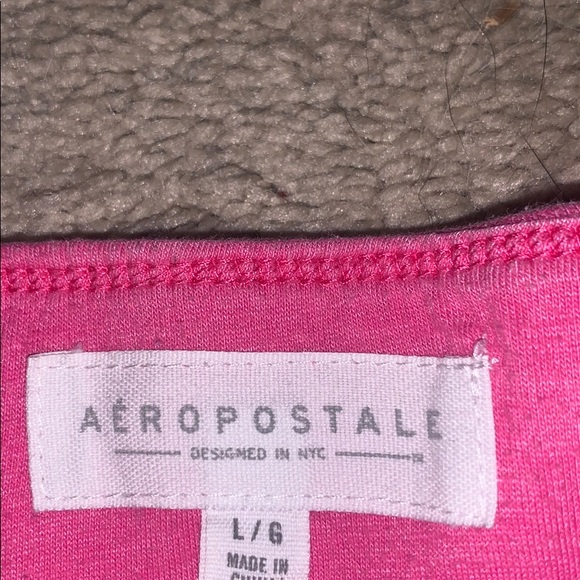 AÉROPOSTALE
DESIGNED IN NYC
L/G
MADE IN